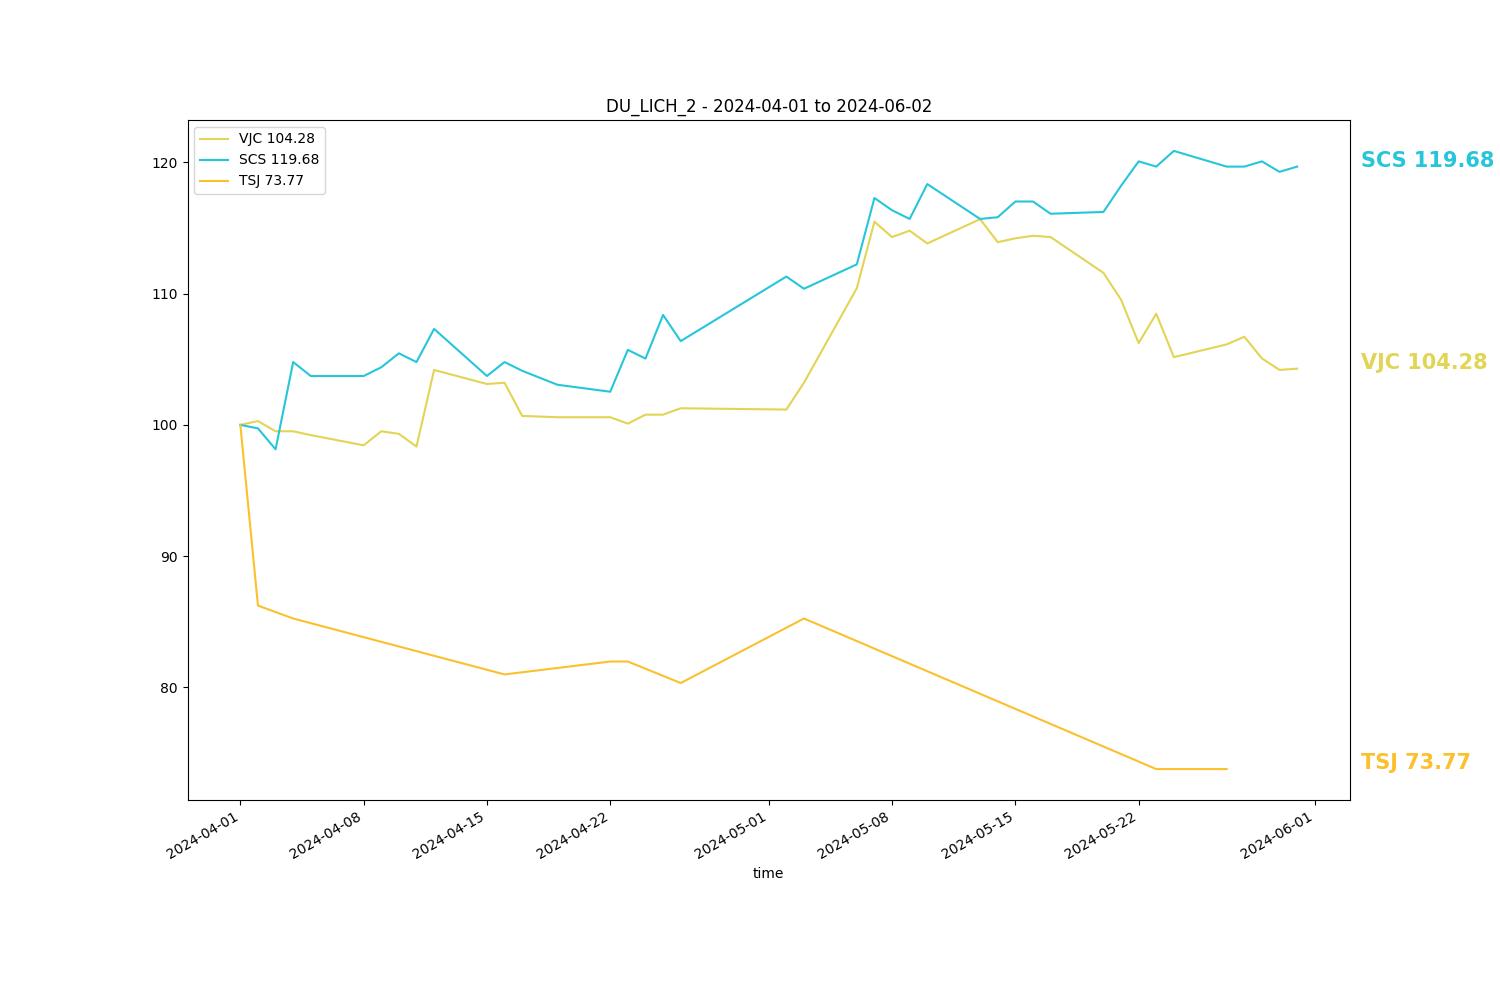 DU_LICH_2 - 2024-04-01 to 2024-06-02
VJC 104.28
SCS 119.68
TSJ 73.77
120
110
100
90
80
SCS 119.68
VJC 104.28
TSJ 73.77
2024-04-01
2024-04-08
2024-04-15
2024-04-22
2024-05-01
2024-05-08
2024-05-15
2024-05-22
2024-06-01
time